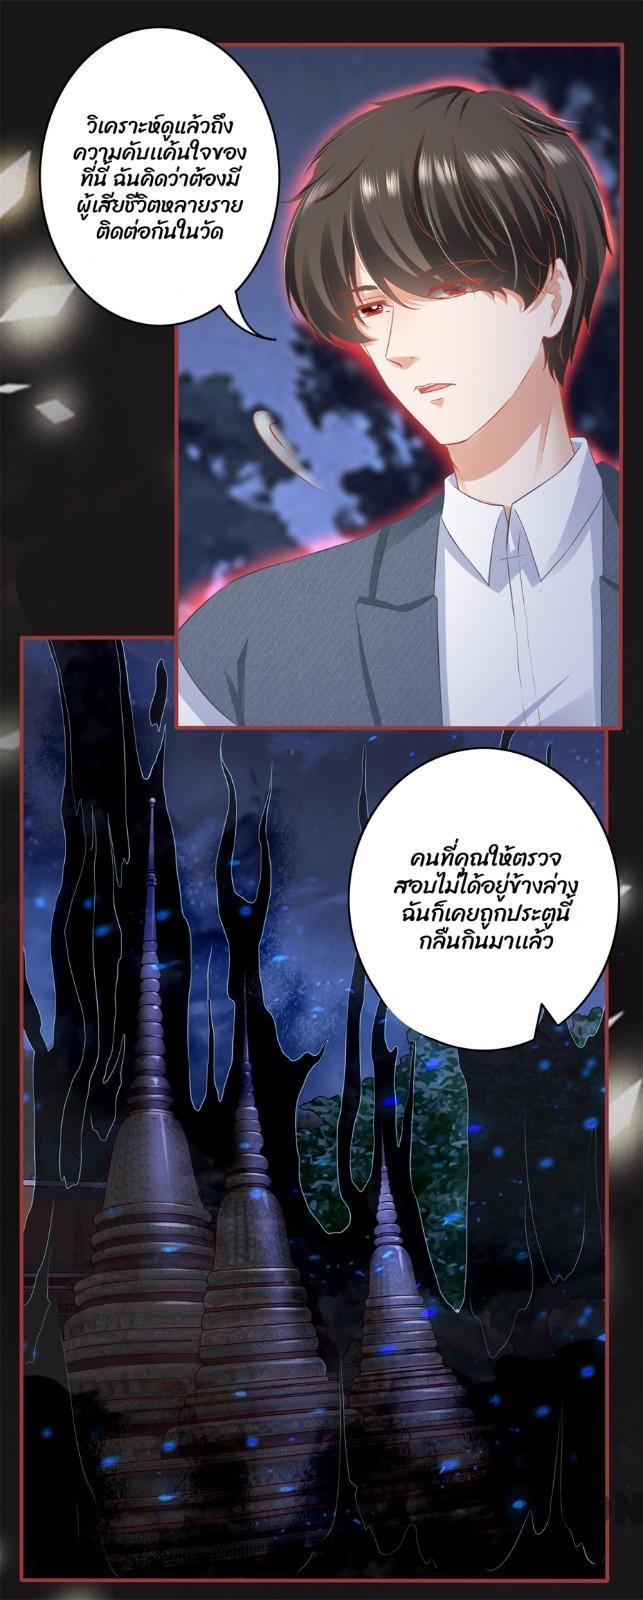 วิเคราะห์ดูแล้วถึง
ความคับแค้นใจของ
ที่นี้ ฉันคิดว่าต้องมี
ผู้เสียชีวิตหลายราย
ติดต่อกันในวัด
คนที่คุณให้ตรวจ
สอบไม่ได้อยู่ข้างล่าง
ฉันก็เคยถูกประตูนี้
กลืนกินมาแล้ว